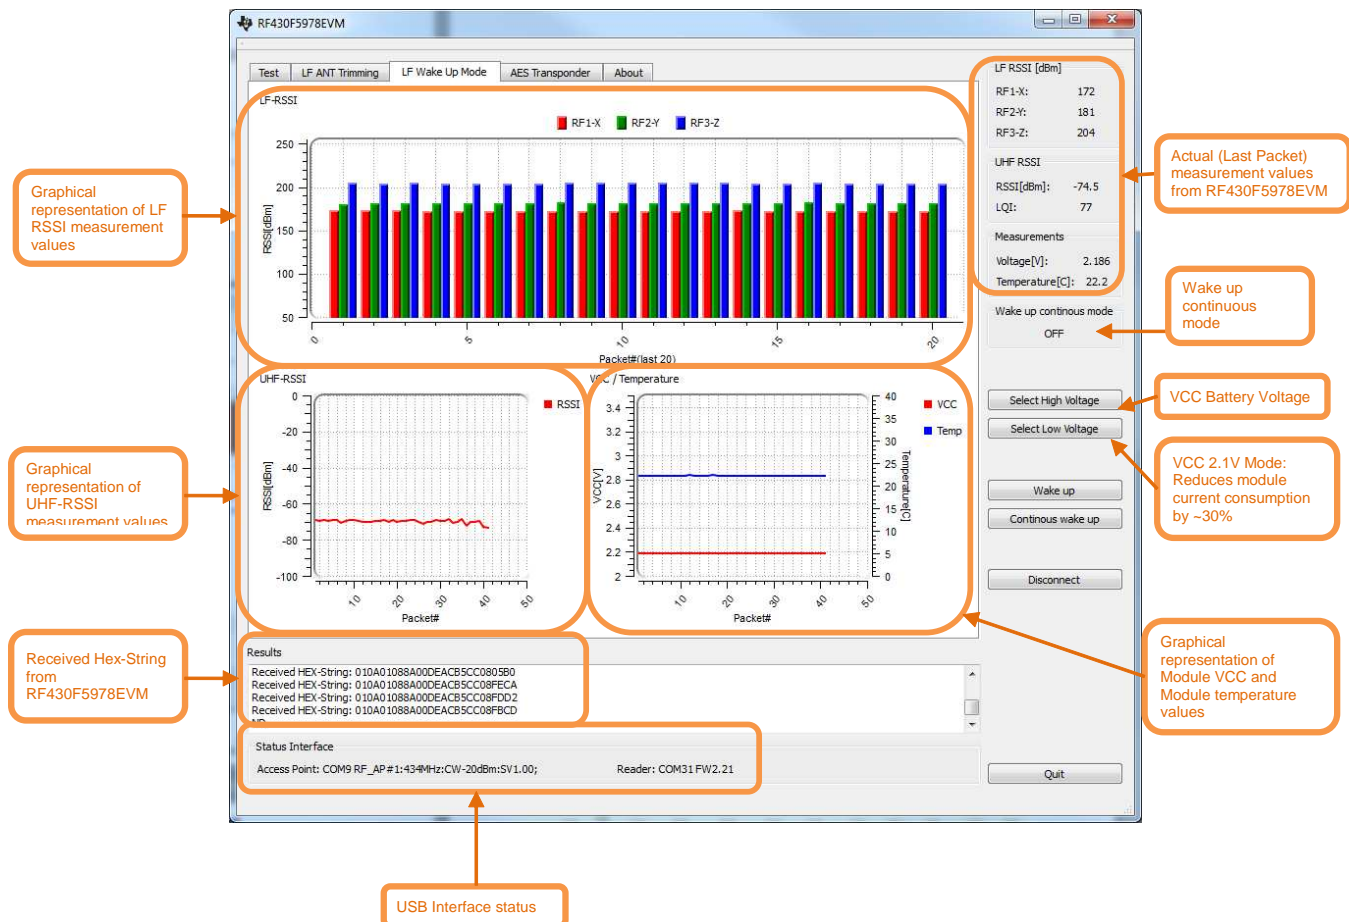 RF430F5978EVM
Test
LF ANT Trimming
LF Wake Up Mode
AES Transponder
About
LF-RSSI
RF1-X
RF2-Y
RF3-Z
250
200
150
100
50
RSSI[dBm]
0
5
10
15
20
Packet#(last 20)
UHF-RSSI
0
-20
-40
-60
-80
-100
RSSI[dBm]
RSSI
10
20
30
40
50
Packet#
VCC / Temperature
3.4
3.2
3
2.8
2.6
2.4
2.2
2
VCC[V]
40
35
30
25
20
15
10
5
0
Temperature[C]
VCC
Temp
10
20
30
40
50
Packet#
Results
Received HEX-String: 010A01088A00DEACB5CC0805B0
Received HEX-String: 010A01088A00DEACB5CC08FECA
Received HEX-String: 010A01088A00DEACB5CC08FDD2
Received HEX-String: 010A01088A00DEACB5CC08FBCD
Status Interface
Access Point: COM9 RF_AP#1:434MHz:CW-20dBm:SV1.00;
Reader: COM31 FW2.21
LF RSSI [dBm]
RF1-X: 172
RF2-Y: 181
RF3-Z: 204
UHF RSSI
RSSI[dBm]: -74.5
LQI: 77
Measurements
Voltage[V]: 2.186
Temperature[C]: 22.2
Wake up continous mode
OFF
Select High Voltage
Select Low Voltage
Wake up
Continous wake up
Disconnect
Quit
Graphical
representation of LF
RSSI measurement
values
Graphical
representation of
UHF-RSSI
measurement values
Received Hex-String
from
RF430F5978EVM
USB Interface status
Actual (Last Packet)
measurement values
from RF430F5978EVM
Wake up
continuous
mode
VCC Battery Voltage
VCC 2.1V Mode:
Reduces module
current consumption
by ~30%
Graphical
representation of
Module VCC and
Module temperature
values